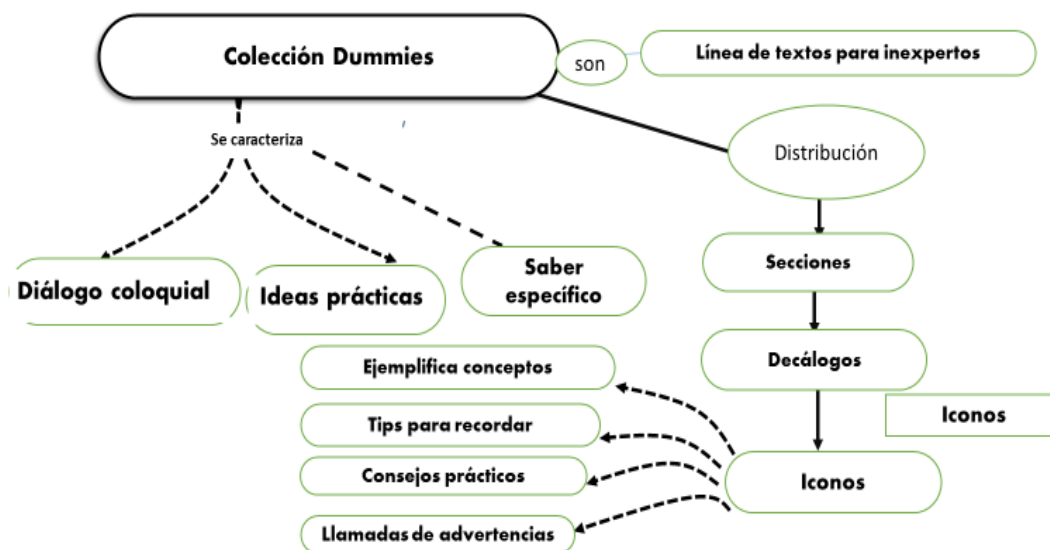 Colección Dummies
son
Línea de textos para inexpertos
Se caracteriza
Distribución
Diálogo coloquial
Ideas prácticas
Saber
específico
Secciones
Ejemplifica conceptos
Decálogos
Tips para recordar
Iconos
Consejos prácticos
Iconos
Llamadas de advertencias